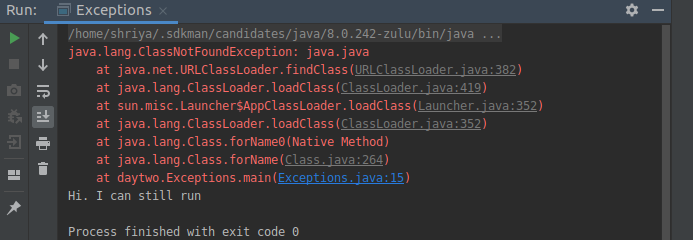 Run: Exceptions
/home/shriya/.sdkman/candidates/java/8.0.242-zulu/bin/java ...
java.lang.ClassNotFoundException: java.java
at java.net.URLClassLoader.findClass(URLClassLoader.java:382)
at java.lang.ClassLoader.loadClass(ClassLoader.java:419)
at sun.misc.Launcher$AppClassLoader.loadClass(Launcher.java:352)
at java.lang.ClassLoader.loadClass(ClassLoader.java:352)
at java.lang.Class.forName0(Native Method)
at java.lang.Class.forName(Class.java:264)
at daytwo.Exceptions.main(Exceptions.java:15)
Hi. I can still run
Process finished with exit code 0